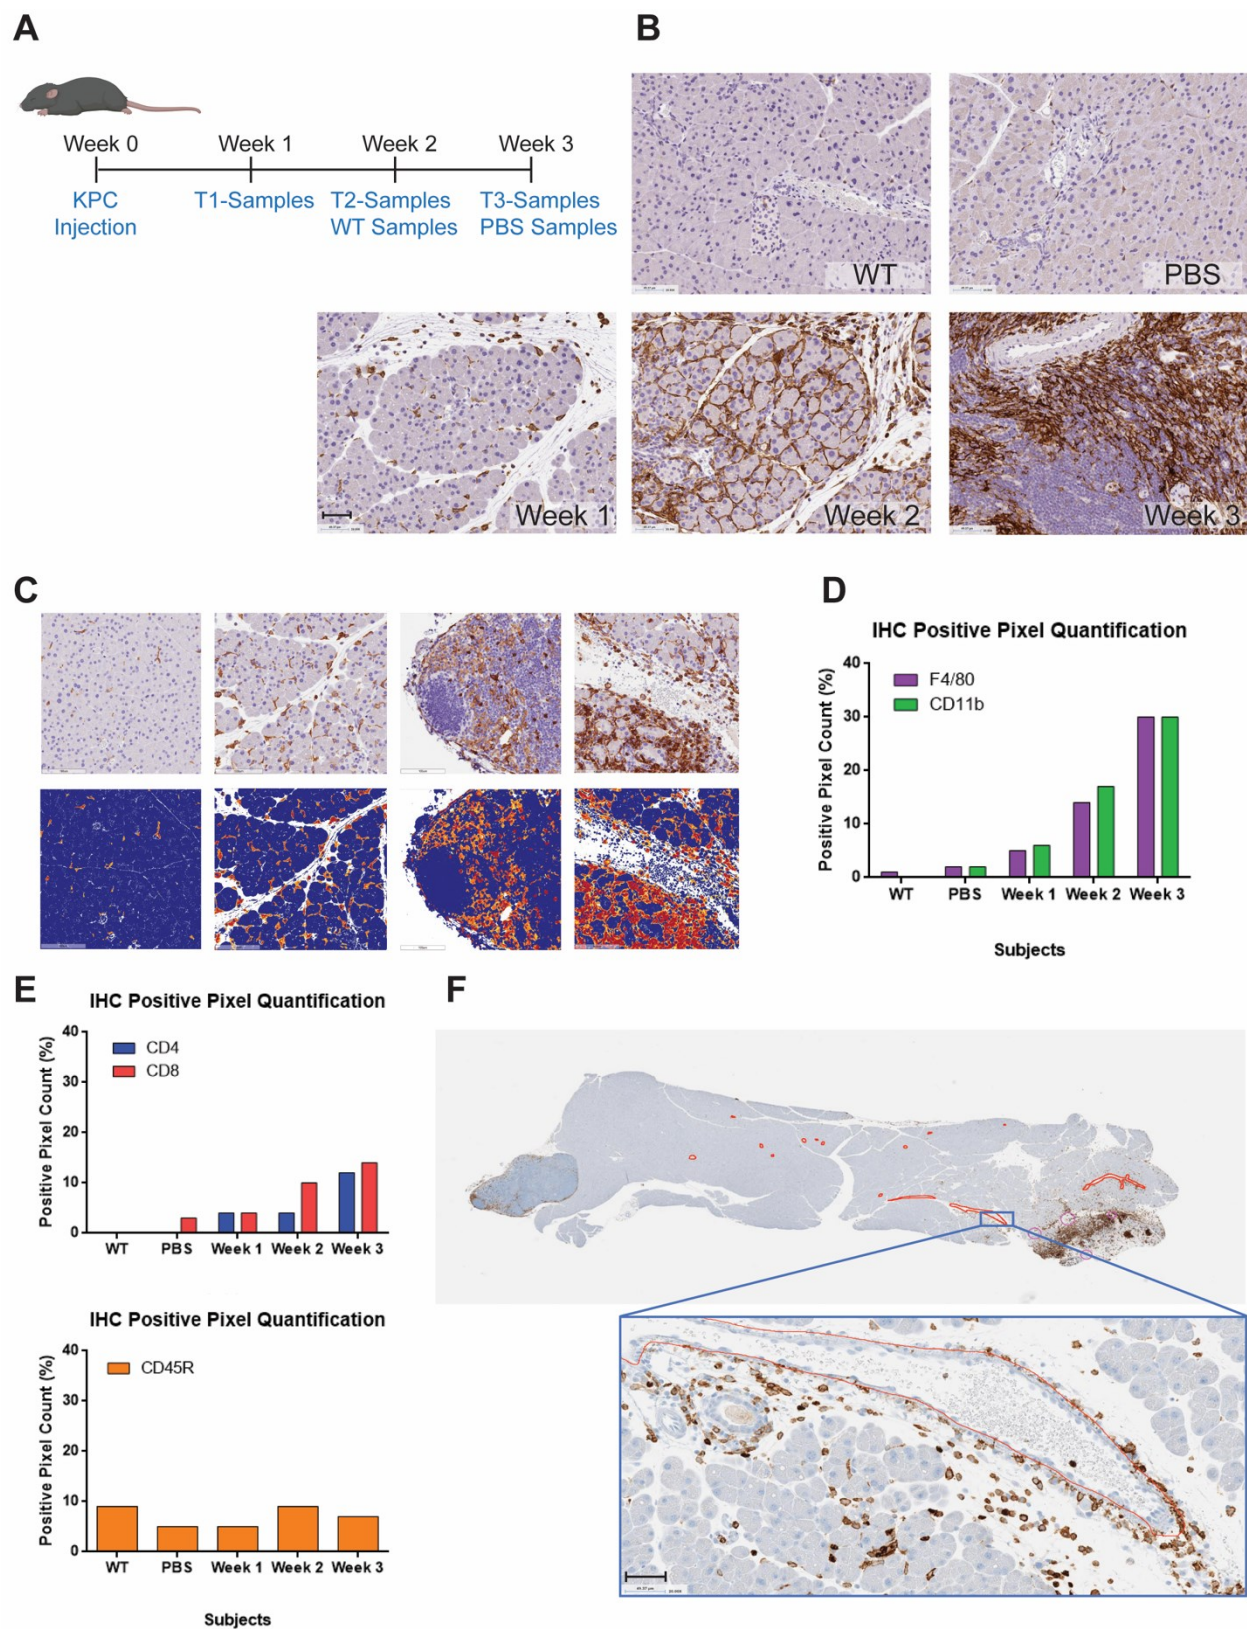 A
Week 0
Week 1
Week 2
Week 3
KPC
Injection
T1-Samples
T2-Samples
WT Samples
T3-Samples
PBS Samples
B
WT
PBS
Week 1
Week 2
Week 3
C
D
IHC Positive Pixel Quantification
Positive Pixel Count (%)
40
30
20
10
0
F4/80
CD11b
WT
PBS
Week 1
Week 2
Week 3
Subjects
E
IHC Positive Pixel Quantification
Positive Pixel Count (%)
40
30
20
10
0
CD4
CD8
WT
PBS
Week 1
Week 2
Week 3
IHC Positive Pixel Quantification
Positive Pixel Count (%)
40
30
20
10
0
CD45R
WT
PBS
Week 1
Week 2
Week 3
Subjects
F